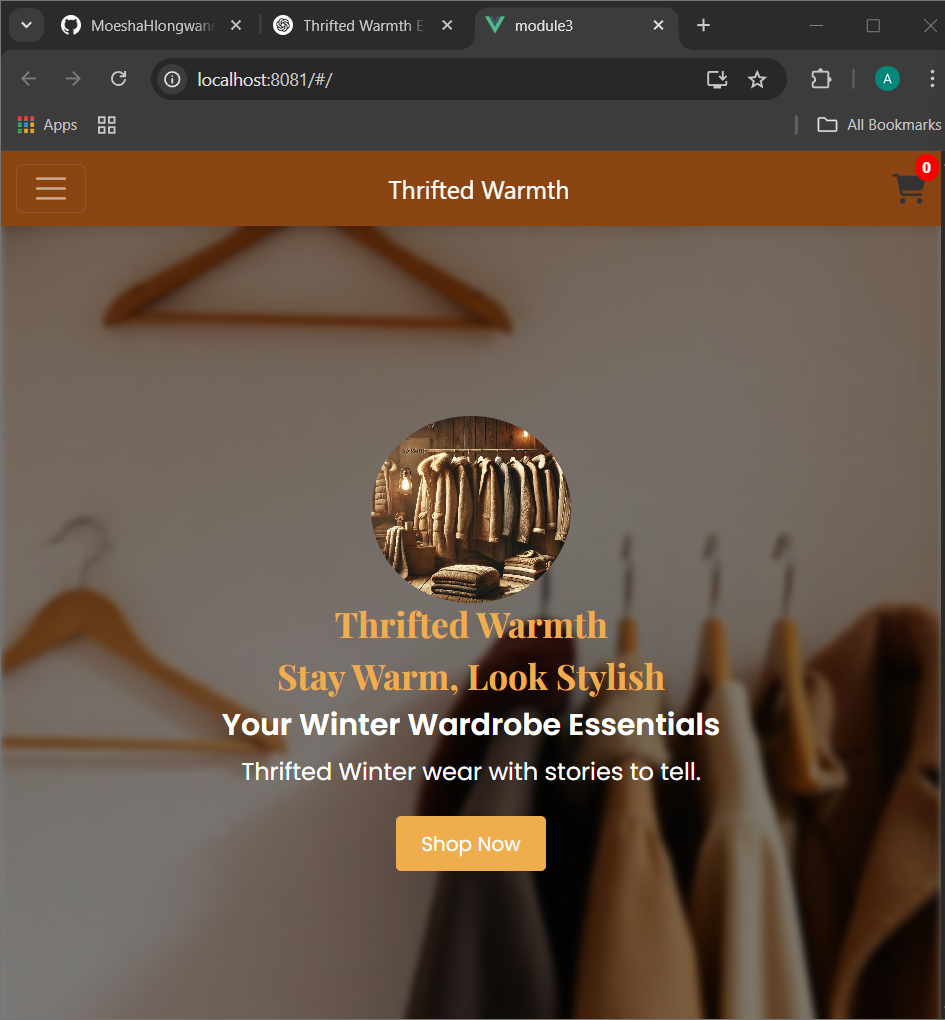 MoeshaHlongwan
Thrifted Warmth E
module3
localhost:8081/#/
A
Apps
All Bookmarks
Thrifted Warmth
0
Thrifted Warmth
Stay Warm, Look Stylish
Your Winter Wardrobe Essentials
Thrifted Winter wear with stories to tell.
Shop Now